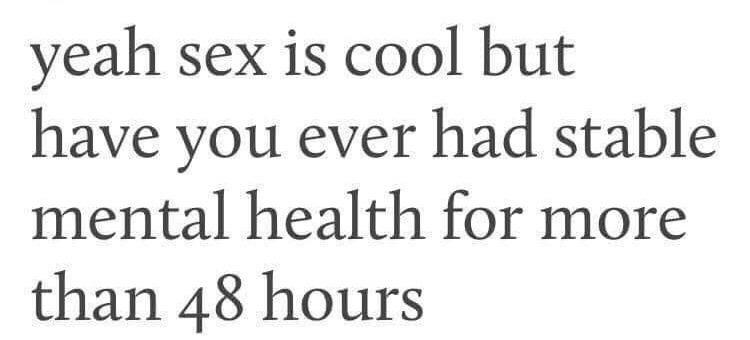 yeah sex is cool but
have you ever had stable
mental health for more
than 48 hours